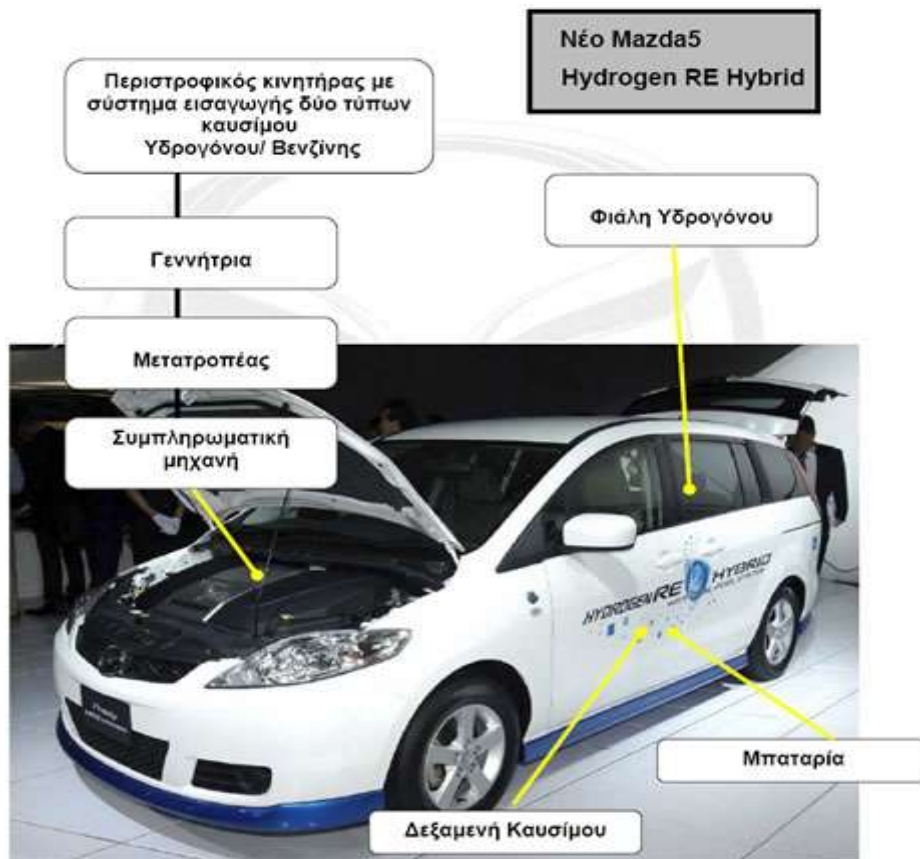 Νέο Mazda5
Hydrogen RE Hybrid
Περιστροφικός κινητήρας με
σύστημα εισαγωγής δύο τύπων
καυσίμου
Υδρογόνου/ Βενζίνης
Φιάλη Υδρογόνου
Γεννήτρια
Μετατροπέας
Συμπληρωματική
μηχανή
HYDROGEN RE HYBRID
Μπαταρία
Δεξαμενή Καυσίμου